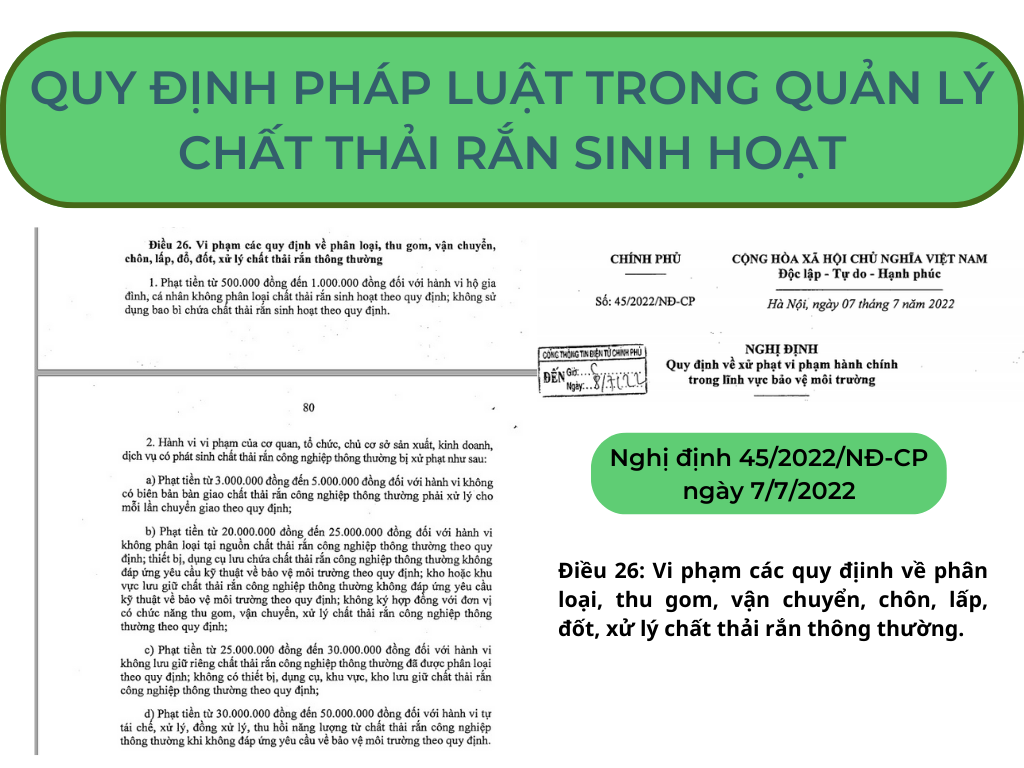 QUY ĐỊNH PHÁP LUẬT TRONG QUẢN LÝ
CHẤT THẢI RẮN SINH HOẠT
Điều 26. Vi phạm các quy định về phân loại, thu gom, vận chuyển,
chôn, lấp, đổ, đốt, xử lý chất thải rắn thông thường
1. Phạt tiền từ 500.000 đồng đến 1.000.000 đồng đối với hành vi hộ gia
đình, cá nhân không phân loại chất thải rắn sinh hoạt theo quy định; không sử
dụng bao bì chứa chất thải rắn sinh hoạt theo quy định.
80
2. Hành vi vi phạm của cơ quan, tổ chức, chủ cơ sở sản xuất, kinh doanh,
dịch vụ có phát sinh chất thải rắn công nghiệp thông thường bị xử phạt như sau:
a) Phạt tiền từ 3.000.000 đồng đến 5.000.000 đồng đối với hành vi không
có biên bản bàn giao chất thải rắn công nghiệp thông thường phải xử lý cho
mỗi lần chuyển giao theo quy định;
b) Phạt tiền từ 20.000.000 đồng đến 25.000.000 đồng đối với hành vi
không phân loại tại nguồn chất thải rắn công nghiệp thông thường theo quy
định; thiết bị, dụng cụ lưu chứa chất thải rắn công nghiệp thông thường không
đáp ứng yêu cầu kỹ thuật về bảo vệ môi trường theo quy định; kho hoặc khu
vực lưu giữ chất thải rắn công nghiệp thông thường không đáp ứng yêu cầu
kỹ thuật về bảo vệ môi trường theo quy định; không ký hợp đồng với đơn vị
có chức năng thu gom, vận chuyển, xử lý chất thải rắn công nghiệp thông
thường theo quy định;
c) Phạt tiền từ 25.000.000 đồng đến 30.000.000 đồng đối với hành vi
không lưu giữ riêng chất thải rắn công nghiệp thông thường đã được phân loại
theo quy định; không có thiết bị, dụng cụ, khu vực, kho lưu giữ chất thải rắn
công nghiệp thông thường theo quy định;
d) Phạt tiền từ 30.000.000 đồng đến 50.000.000 đồng đối với hành vi tự
tái chế, xử lý, đồng xử lý, thu hồi năng lượng từ chất thải rắn công nghiệp
thông thường khi không đáp ứng yêu cầu về bảo vệ môi trường theo quy định.
CHÍNH PHỦ
Số: 45/2022/NĐ-CP
CỘNG HÒA XÃ HỘI CHỦ NGHĨA VIỆT NAM
Độc lập - Tự do - Hạnh phúc
Hà Nội, ngày 07 tháng 7 năm 2022
CỔNG THÔNG TIN ĐIỆN TỬ CHÍNH PHỦ
ĐẾN Giờ:
Ngày: 8/7/22
NGHỊ ĐỊNH
Quy định về xử phạt vi phạm hành chính
trong lĩnh vực bảo vệ môi trường
Nghị định 45/2022/NĐ-CP
ngày 7/7/2022
Điều 26: Vi phạm các quy địịnh về phân
loại, thu gom, vận chuyển, chôn, lấp,
đốt, xử lý chất thải rắn thông thường.